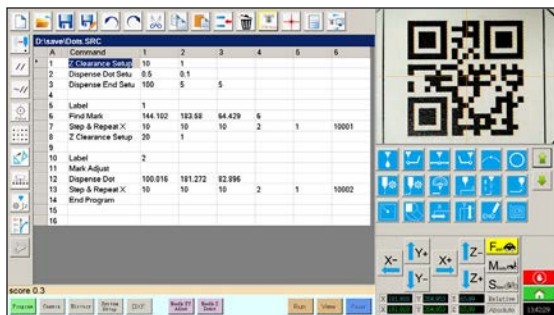 D:\save\Dots.SRC
A Command 1 2 3 4 5 6
1 Z Clearance Setup 10 1
2 Dispense Dot Setu 0.5 0.1
3 Dispense End Setu 100 5 5
4
5 Label 1
6 Find Mark 144.102 183.58 64.429 6
7 Step & Repeat X 10 10 10 2 1 10001
8 Z Clearance Setup 20 1
9
10 Label 2
11 Mark Adjust
12 Dispense Dot 100.016 181.272 82.896
13 Step & Repeat X 10 10 10 2 1 10002
14 End Program
15
16
X- Y+ X+ Z- F
Y- Z+ M
S
score 0.3
Program Camera History System Setup DXF Run View
X Y Z Relative
X Y Z Absolute